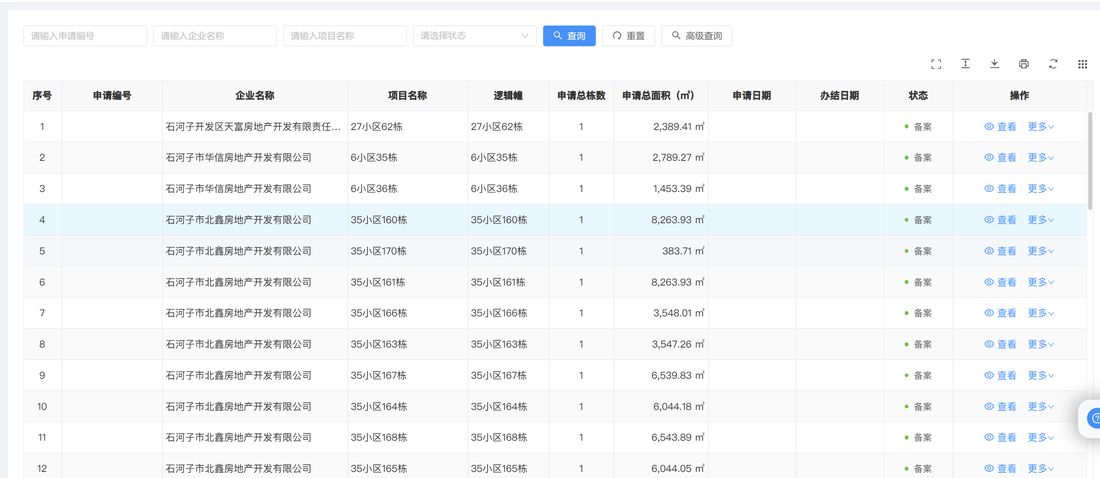 请输入申请编号 请输入企业名称 请输入项目名称 请选择状态 查询 重置 高级查询
序号 申请编号 企业名称 项目名称 逻辑幢 申请总栋数 申请总面积（㎡） 申请日期 办结日期 状态 操作
1 石河子开发区天富房地产开发有限责任... 27小区62栋 27小区62栋 1 2,389.41 ㎡ 备案 查看 更多
2 石河子市华信房地产开发有限公司 6小区35栋 6小区35栋 1 2,789.27 ㎡ 备案 查看 更多
3 石河子市华信房地产开发有限公司 6小区36栋 6小区36栋 1 1,453.39 ㎡ 备案 查看 更多
4 石河子市北鑫房地产开发有限公司 35小区160栋 35小区160栋 1 8,263.93 ㎡ 备案 查看 更多
5 石河子市北鑫房地产开发有限公司 35小区170栋 35小区170栋 1 383.71 ㎡ 备案 查看 更多
6 石河子市北鑫房地产开发有限公司 35小区161栋 35小区161栋 1 8,263.93 ㎡ 备案 查看 更多
7 石河子市北鑫房地产开发有限公司 35小区166栋 35小区166栋 1 3,548.01 ㎡ 备案 查看 更多
8 石河子市北鑫房地产开发有限公司 35小区163栋 35小区163栋 1 3,547.26 ㎡ 备案 查看 更多
9 石河子市北鑫房地产开发有限公司 35小区167栋 35小区167栋 1 6,539.83 ㎡ 备案 查看 更多
10 石河子市北鑫房地产开发有限公司 35小区164栋 35小区164栋 1 6,044.18 ㎡ 备案 查看 更多
11 石河子市北鑫房地产开发有限公司 35小区168栋 35小区168栋 1 6,543.89 ㎡ 备案 查看 更多
12 石河子市北鑫房地产开发有限公司 35小区165栋 35小区165栋 1 6,044.05 ㎡ 备案 查看 更多